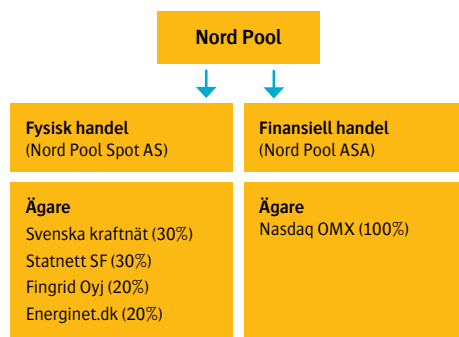 Nord Pool
Fysisk handel
(Nord Pool Spot AS)
Finansiell handel
(Nord Pool ASA)
Ägare
Svenska kraftnät (30%)
Statnett SF (30%)
Fingrid Oyj (20%)
Energinet.dk (20%)
Ägare
Nasdaq OMX (100%)